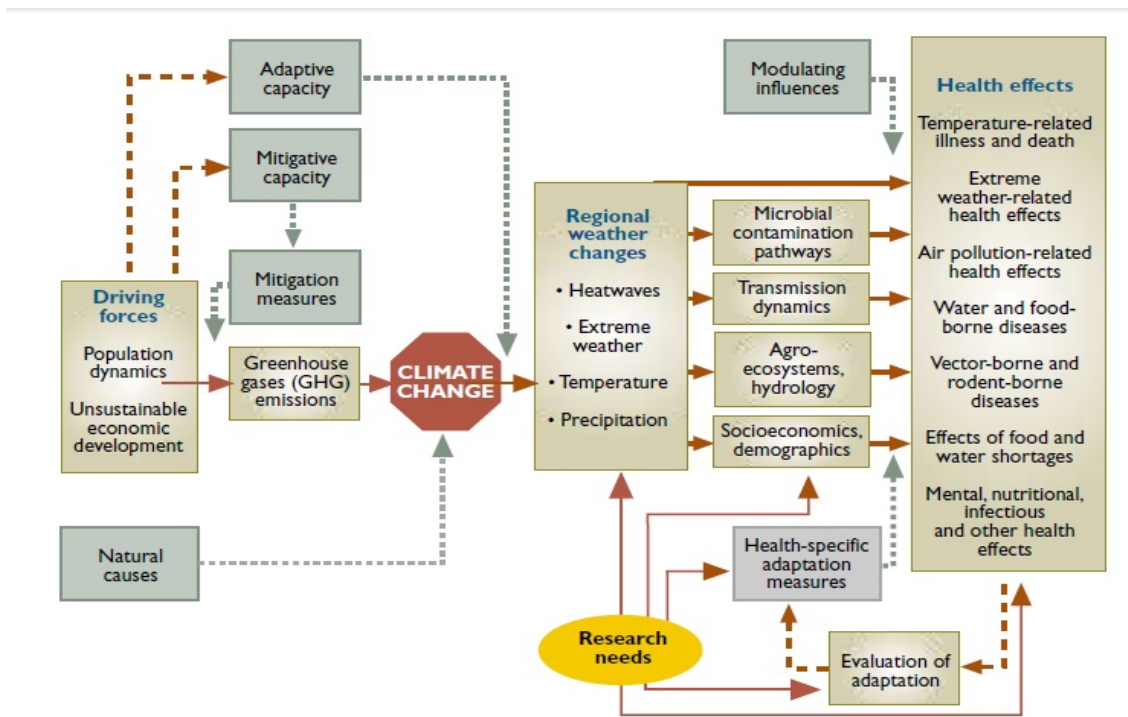 Adaptive
capacity
Mitigative
capacity
Mitigation
measures
Driving
forces
Population
dynamics
Unsustainable
economic
development
Greenhouse
gases (GHG)
emissions
CLIMATE
CHANGE
Natural
causes
Regional
weather
changes
• Heatwaves
• Extreme
weather
• Temperature
• Precipitation
Modulating
influences
Microbial
contamination
pathways
Transmission
dynamics
Agro-
ecosystems,
hydrology
Socioeconomics,
demographics
Health-specific
adaptation
measures
Research
needs
Evaluation of
adaptation
Health effects
Temperature-related
illness and death
Extreme
weather-related
health effects
Air pollution-related
health effects
Water and food-
borne diseases
Vector-borne and
rodent-borne
diseases
Effects of food and
water shortages
Mental, nutritional,
infectious
and other health
effects